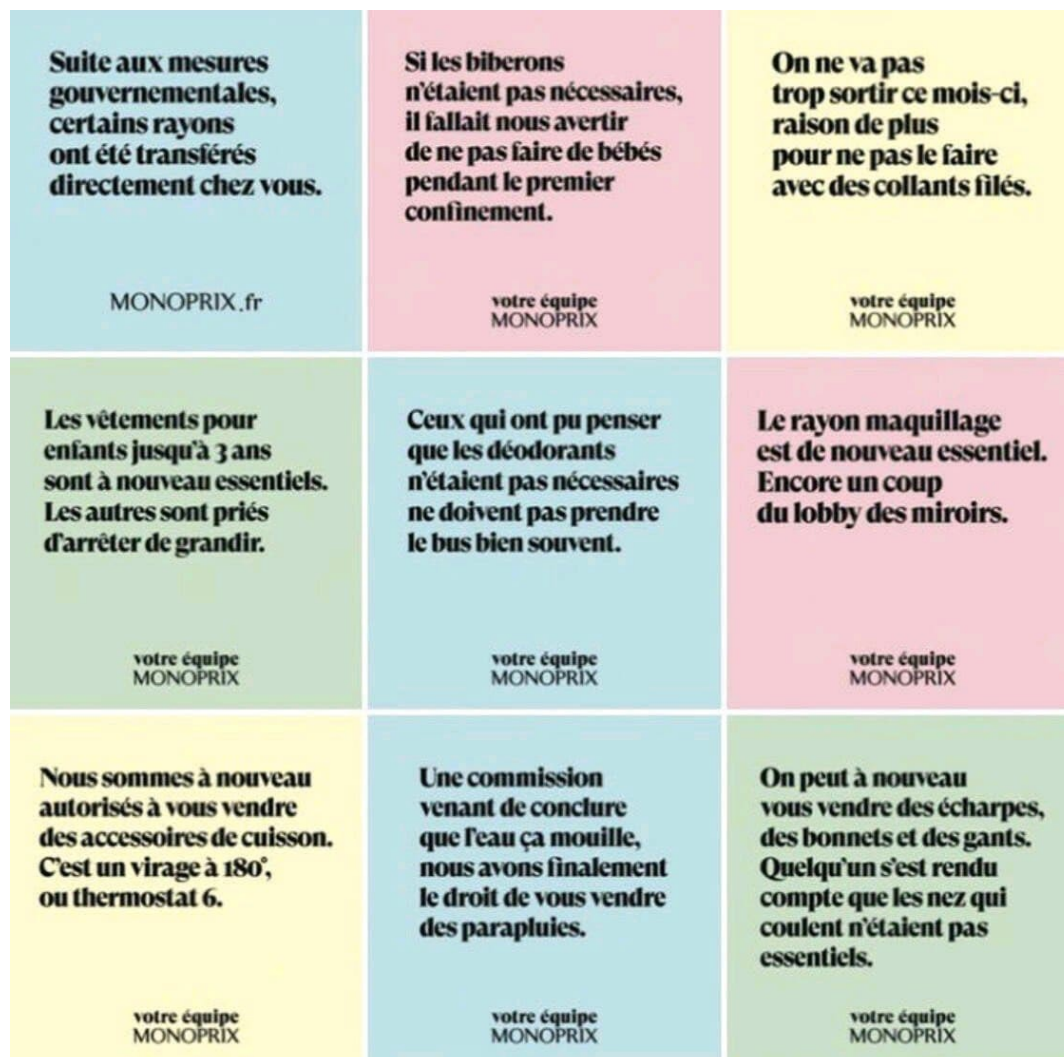 Suite aux mesures
gouvernementales,
certains rayons
ont été transférés
directement chez vous.
MONOPRIX.fr
Si les biberons
n'étaient pas nécessaires,
il fallait nous avertir
de ne pas faire de bébés
pendant le premier
confinement.
votre équipe
MONOPRIX
On ne va pas
trop sortir ce mois-ci,
raison de plus
pour ne pas le faire
avec des collants filés.
votre équipe
MONOPRIX
Les vêtements pour
enfants jusqu'à 3 ans
sont à nouveau essentiels.
Les autres sont priés
d'arrêter de grandir.
votre équipe
MONOPRIX
Ceux qui ont pu penser
que les déodorants
n'étaient pas nécessaires
ne doivent pas prendre
le bus bien souvent.
votre équipe
MONOPRIX
Le rayon maquillage
est de nouveau essentiel.
Encore un coup
du lobby des miroirs.
votre équipe
MONOPRIX
Nous sommes à nouveau
autorisés à vous vendre
des accessoires de cuisson.
C'est un virage à 180°,
ou thermostat 6.
votre équipe
MONOPRIX
Une commission
venant de conclure
que l'eau ça mouille,
nous avons finalement
le droit de vous vendre
des parapluies.
votre équipe
MONOPRIX
On peut à nouveau
vous vendre des écharpes,
des bonnets et des gants.
Quelqu'un s'est rendu
compte que les nez qui
coulent n'étaient pas
essentiels.
votre équipe
MONOPRIX